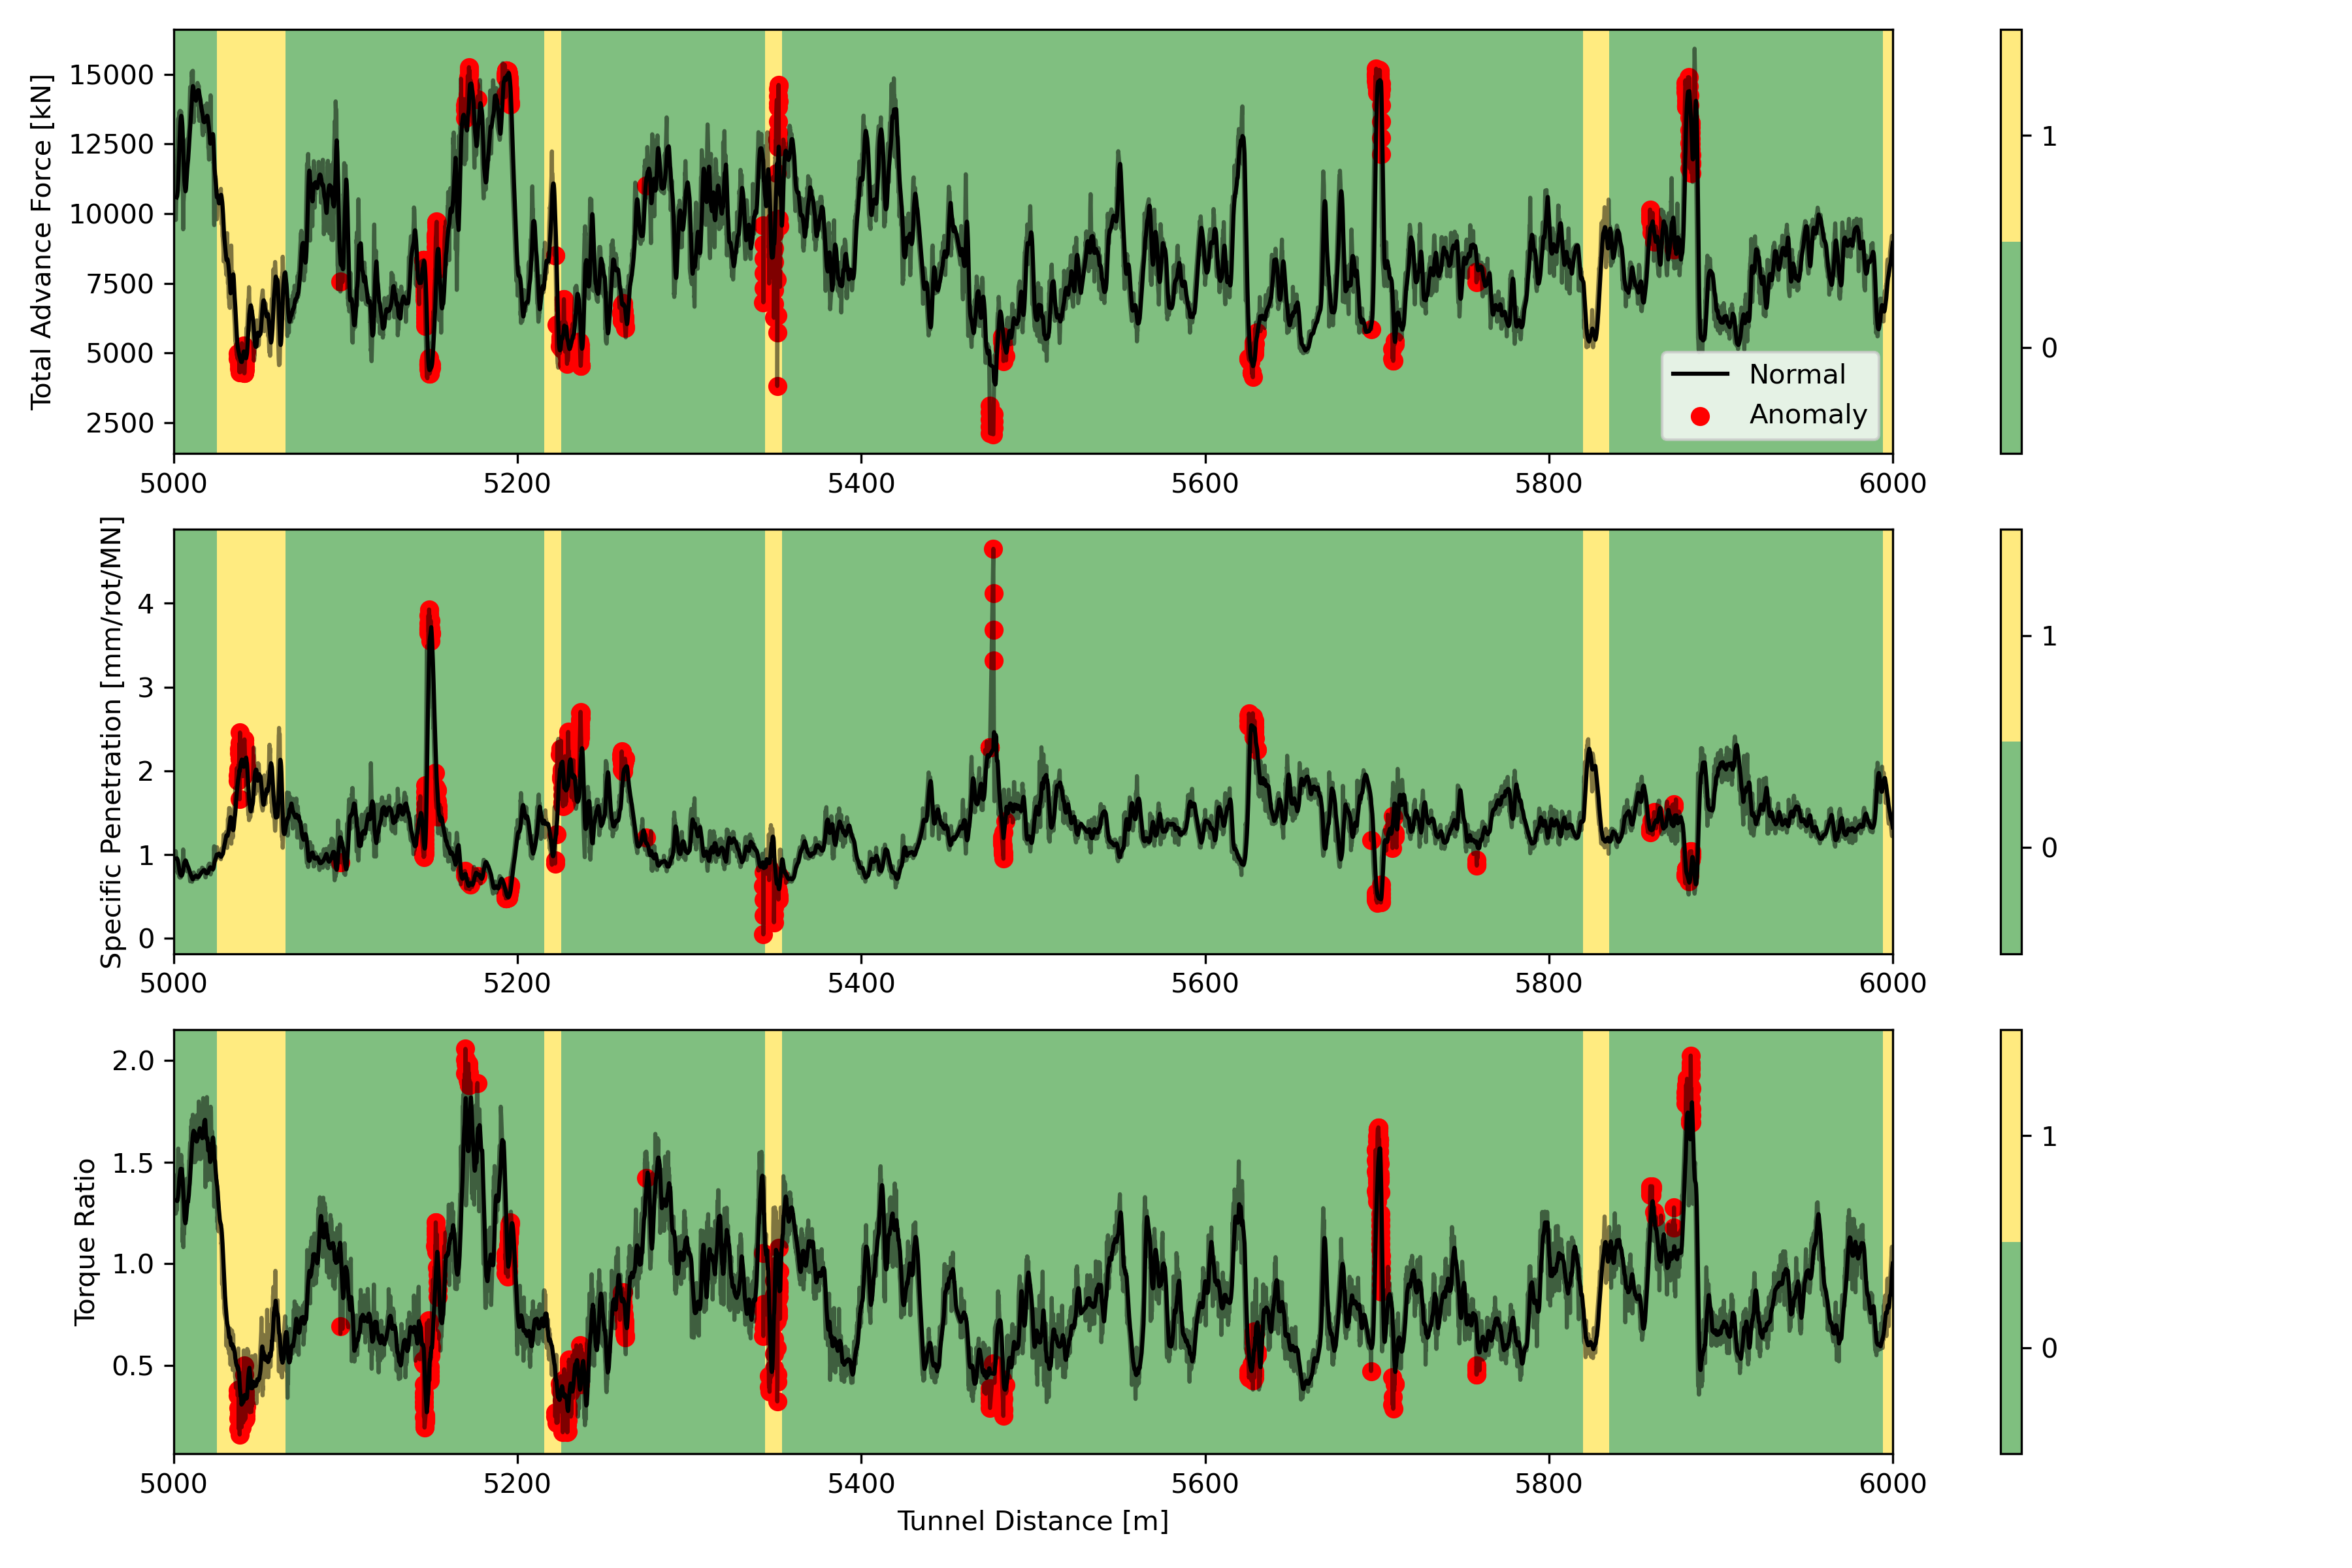 Total Advance Force [kN]
15000
12500
10000
7500
5000
2500
Normal
Anomaly
5000 5200 5400 5600 5800 6000
1
0
Specific Penetration [mm/rot/MN]
4
3
2
1
0
5000 5200 5400 5600 5800 6000
1
0
Torque Ratio
2.0
1.5
1.0
0.5
5000 5200 5400 5600 5800 6000
Tunnel Distance [m]
1
0